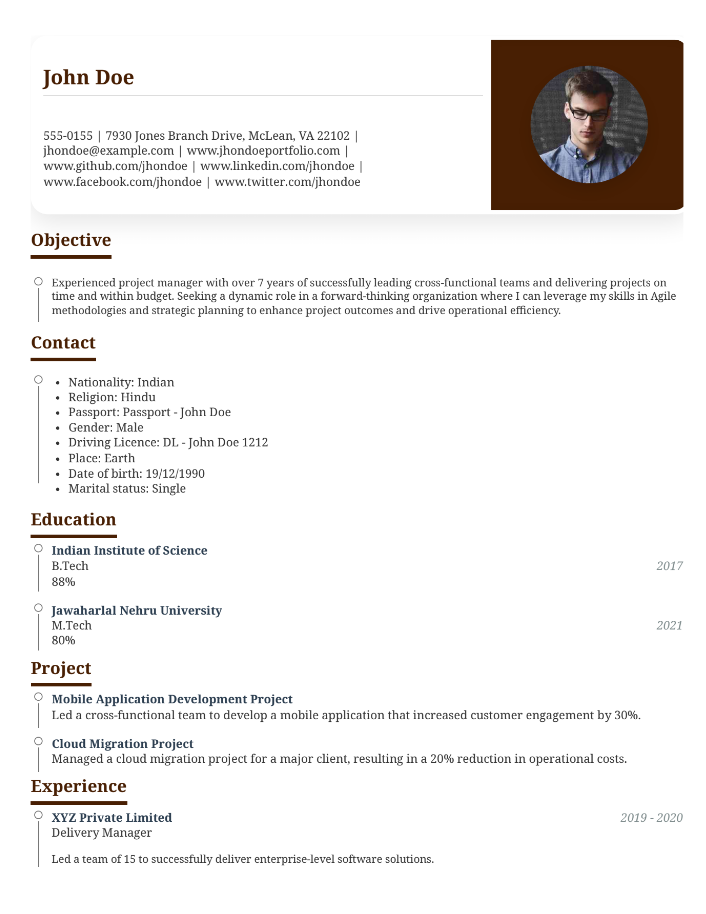 John Doe
555-0155 | 7930 Jones Branch Drive, McLean, VA 22102 |
jhondoe@example.com | www.jhondoeportfolio.com |
www.github.com/jhondoe | www.linkedin.com/jhondoe |
www.facebook.com/jhondoe | www.twitter.com/jhondoe
Objective
Experienced project manager with over 7 years of successfully leading cross-functional teams and delivering projects on
time and within budget. Seeking a dynamic role in a forward-thinking organization where I can leverage my skills in Agile
methodologies and strategic planning to enhance project outcomes and drive operational efficiency.
Contact
• Nationality: Indian
• Religion: Hindu
• Passport: Passport - John Doe
• Gender: Male
• Driving Licence: DL - John Doe 1212
• Place: Earth
• Date of birth: 19/12/1990
• Marital status: Single
Education
Indian Institute of Science
B.Tech 2017
88%
Jawaharlal Nehru University
M.Tech 2021
80%
Project
Mobile Application Development Project
Led a cross-functional team to develop a mobile application that increased customer engagement by 30%.
Cloud Migration Project
Managed a cloud migration project for a major client, resulting in a 20% reduction in operational costs.
Experience
XYZ Private Limited 2019 - 2020
Delivery Manager
Led a team of 15 to successfully deliver enterprise-level software solutions.